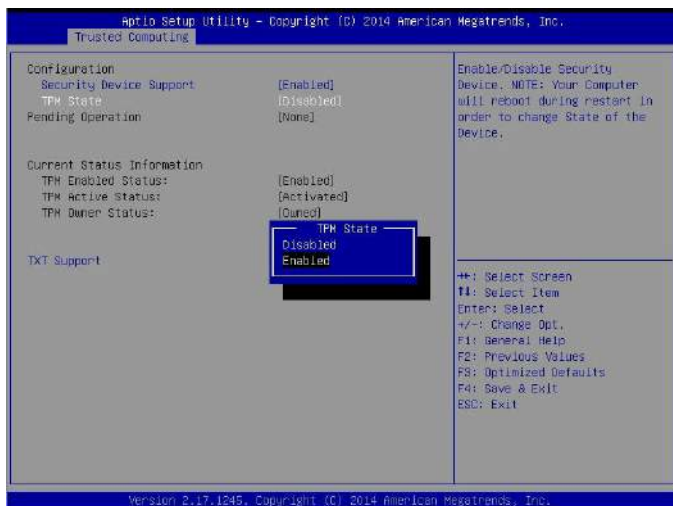 Aptio Setup Utility - Copyright (C) 2014 American Megatrends, Inc.
Trusted Computing
Configuration
Security Device Support [Enabled]
TPM State [Disabled]
Pending Operation [None]
Current Status Information
TPM Enabled Status: [Enabled]
TPM Active Status: [Activated]
TPM Owner Status: [Owned]
TXT Support
TPM State
Disabled
Enabled
Enable/Disable Security
Device. NOTE: Your Computer
will reboot during restart in
order to change State of the
Device.
→←: Select Screen
↑↓: Select Item
Enter: Select
+/-: Change Opt.
F1: General Help
F2: Previous Values
F3: Optimized Defaults
F4: Save & Exit
ESC: Exit
Version 2.17.1245. Copyright (C) 2014 American Megatrends, Inc.